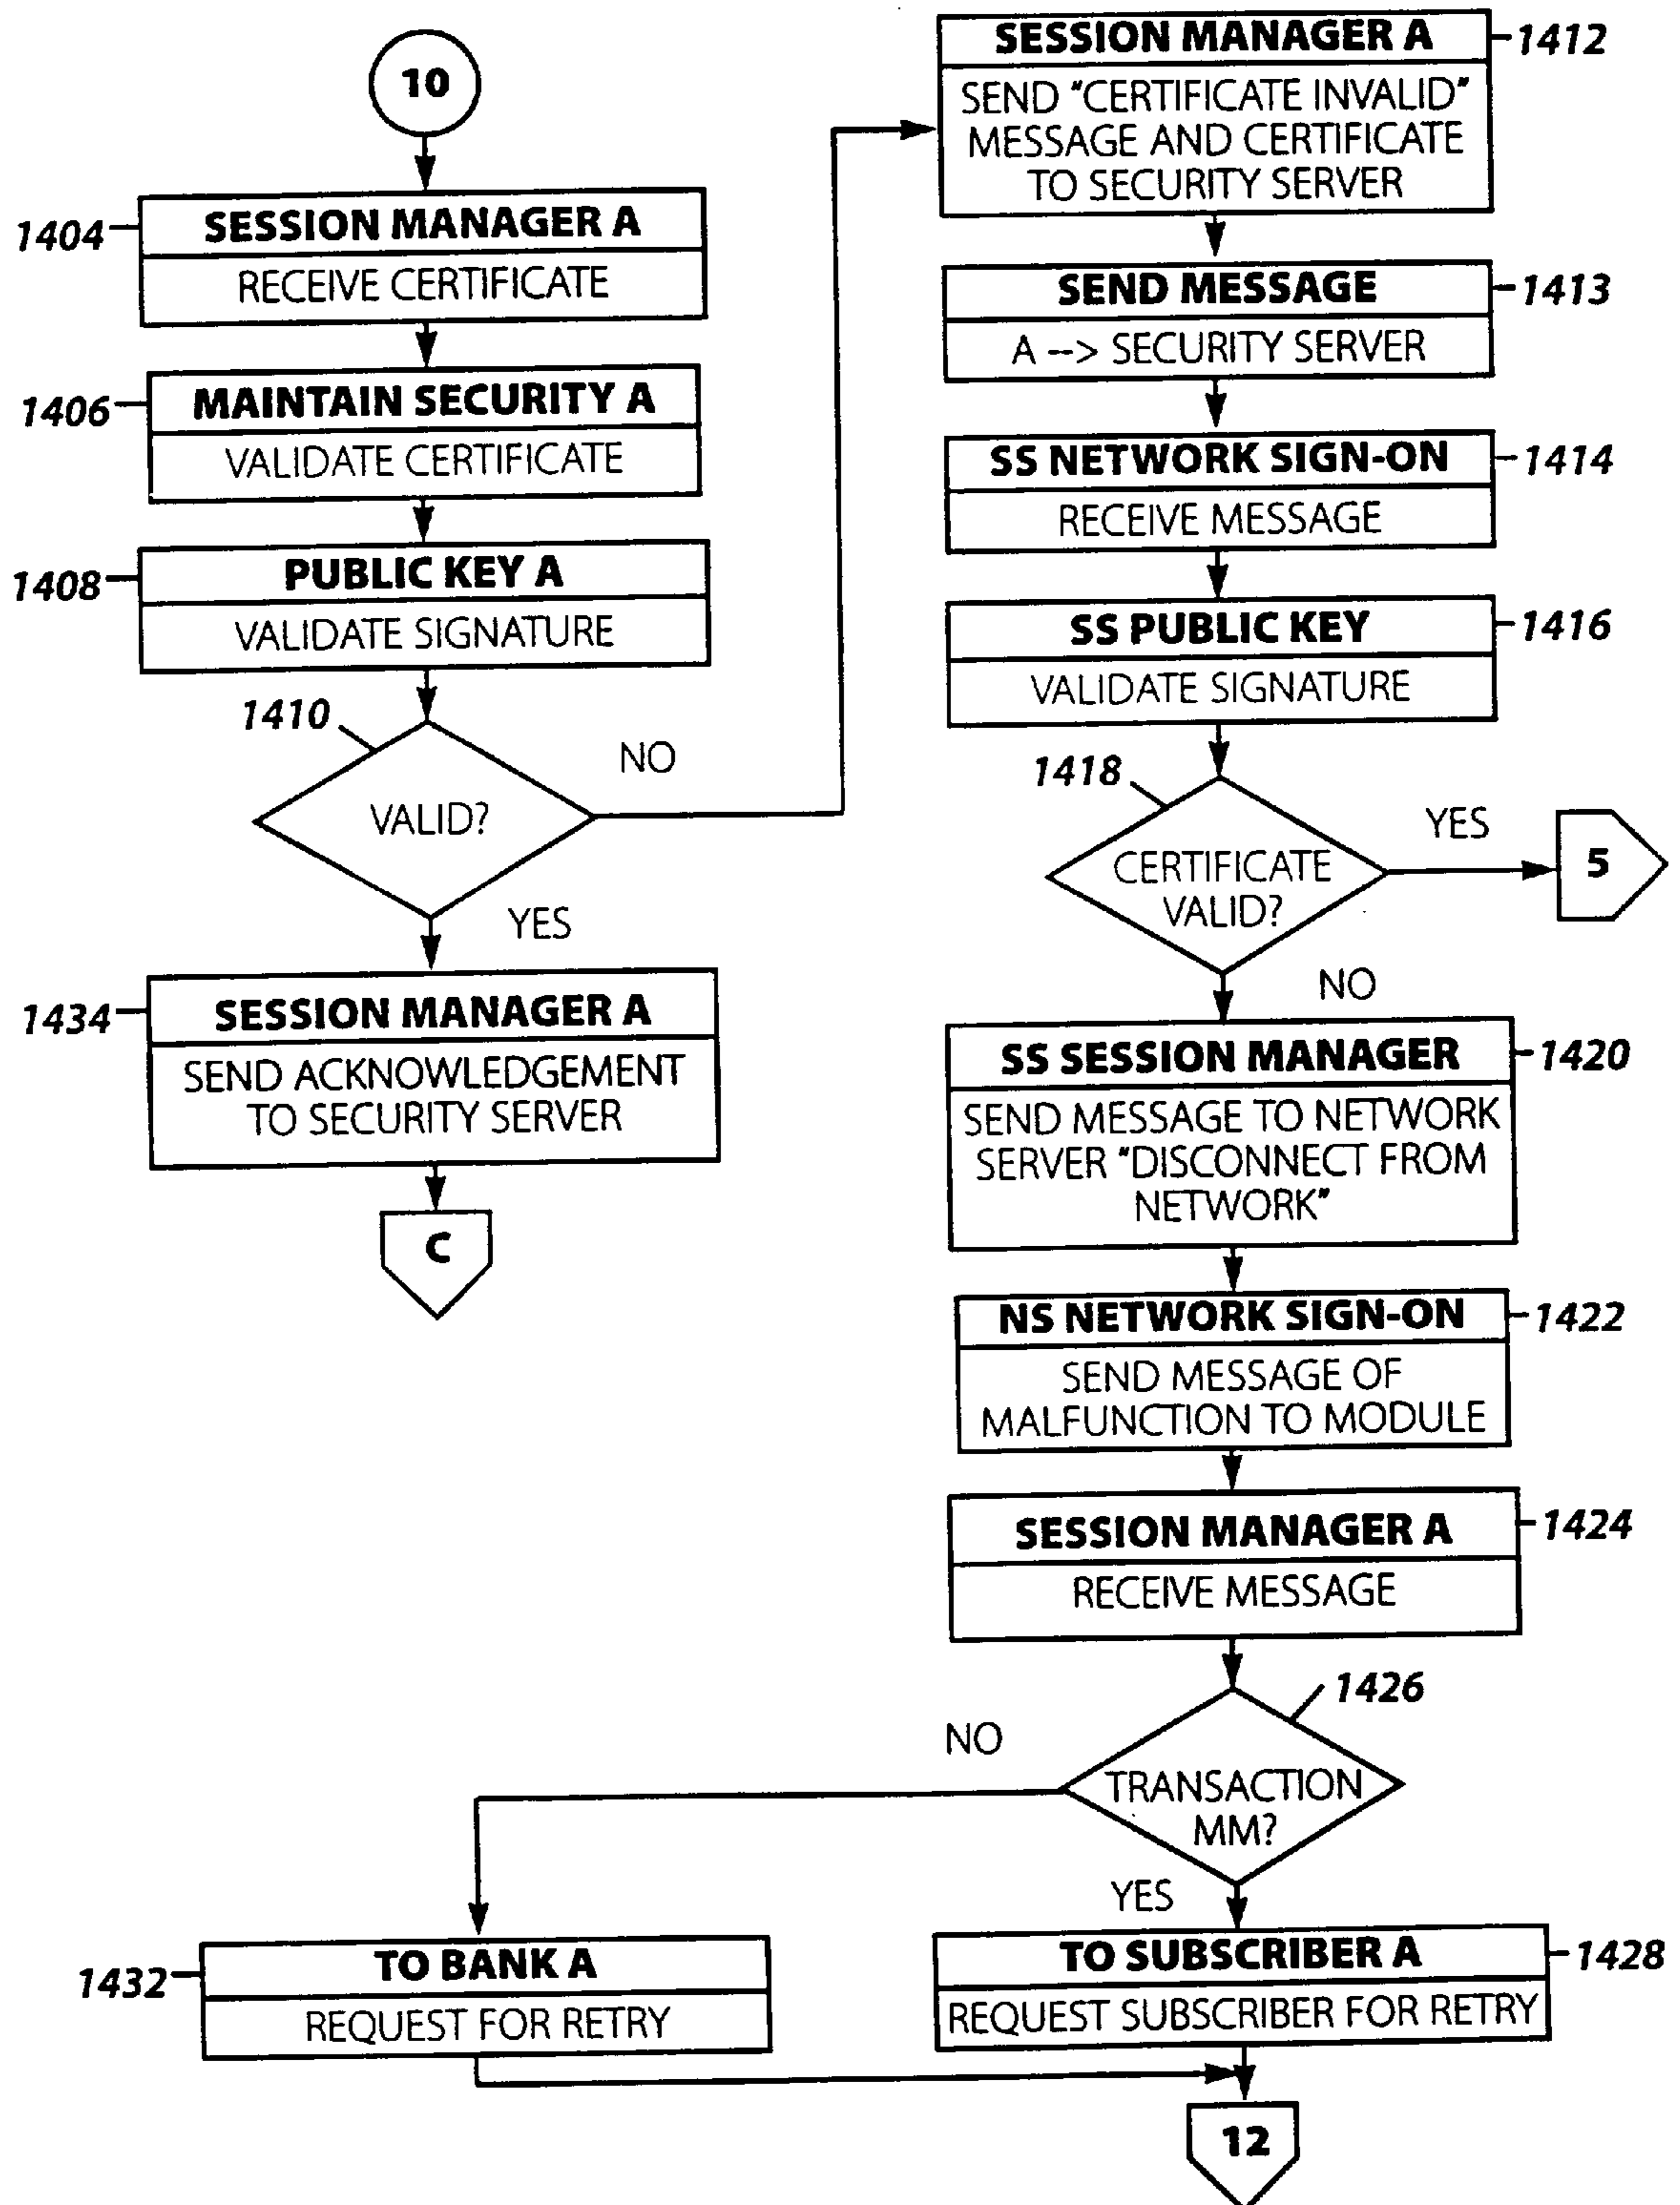 10
1404
SESSION MANAGER A
RECEIVE CERTIFICATE
1406
MAINTAIN SECURITY A
VALIDATE CERTIFICATE
1408
PUBLIC KEY A
VALIDATE SIGNATURE
1410
VALID?
NO
YES
1434
SESSION MANAGER A
SEND ACKNOWLEDGEMENT
TO SECURITY SERVER
C
SESSION MANAGER A
1412
SEND "CERTIFICATE INVALID"
MESSAGE AND CERTIFICATE
TO SECURITY SERVER
SEND MESSAGE
1413
A --> SECURITY SERVER
SS NETWORK SIGN-ON
1414
RECEIVE MESSAGE
SS PUBLIC KEY
1416
VALIDATE SIGNATURE
1418
CERTIFICATE
VALID?
YES
5
NO
SS SESSION MANAGER
1420
SEND MESSAGE TO NETWORK
SERVER "DISCONNECT FROM
NETWORK"
NS NETWORK SIGN-ON
1422
SEND MESSAGE OF
MALFUNCTION TO MODULE
SESSION MANAGER A
1424
RECEIVE MESSAGE
1426
TRANSACTION
MM?
NO
YES
1432
TO BANK A
REQUEST FOR RETRY
TO SUBSCRIBER A
1428
REQUEST SUBSCRIBER FOR RETRY
12